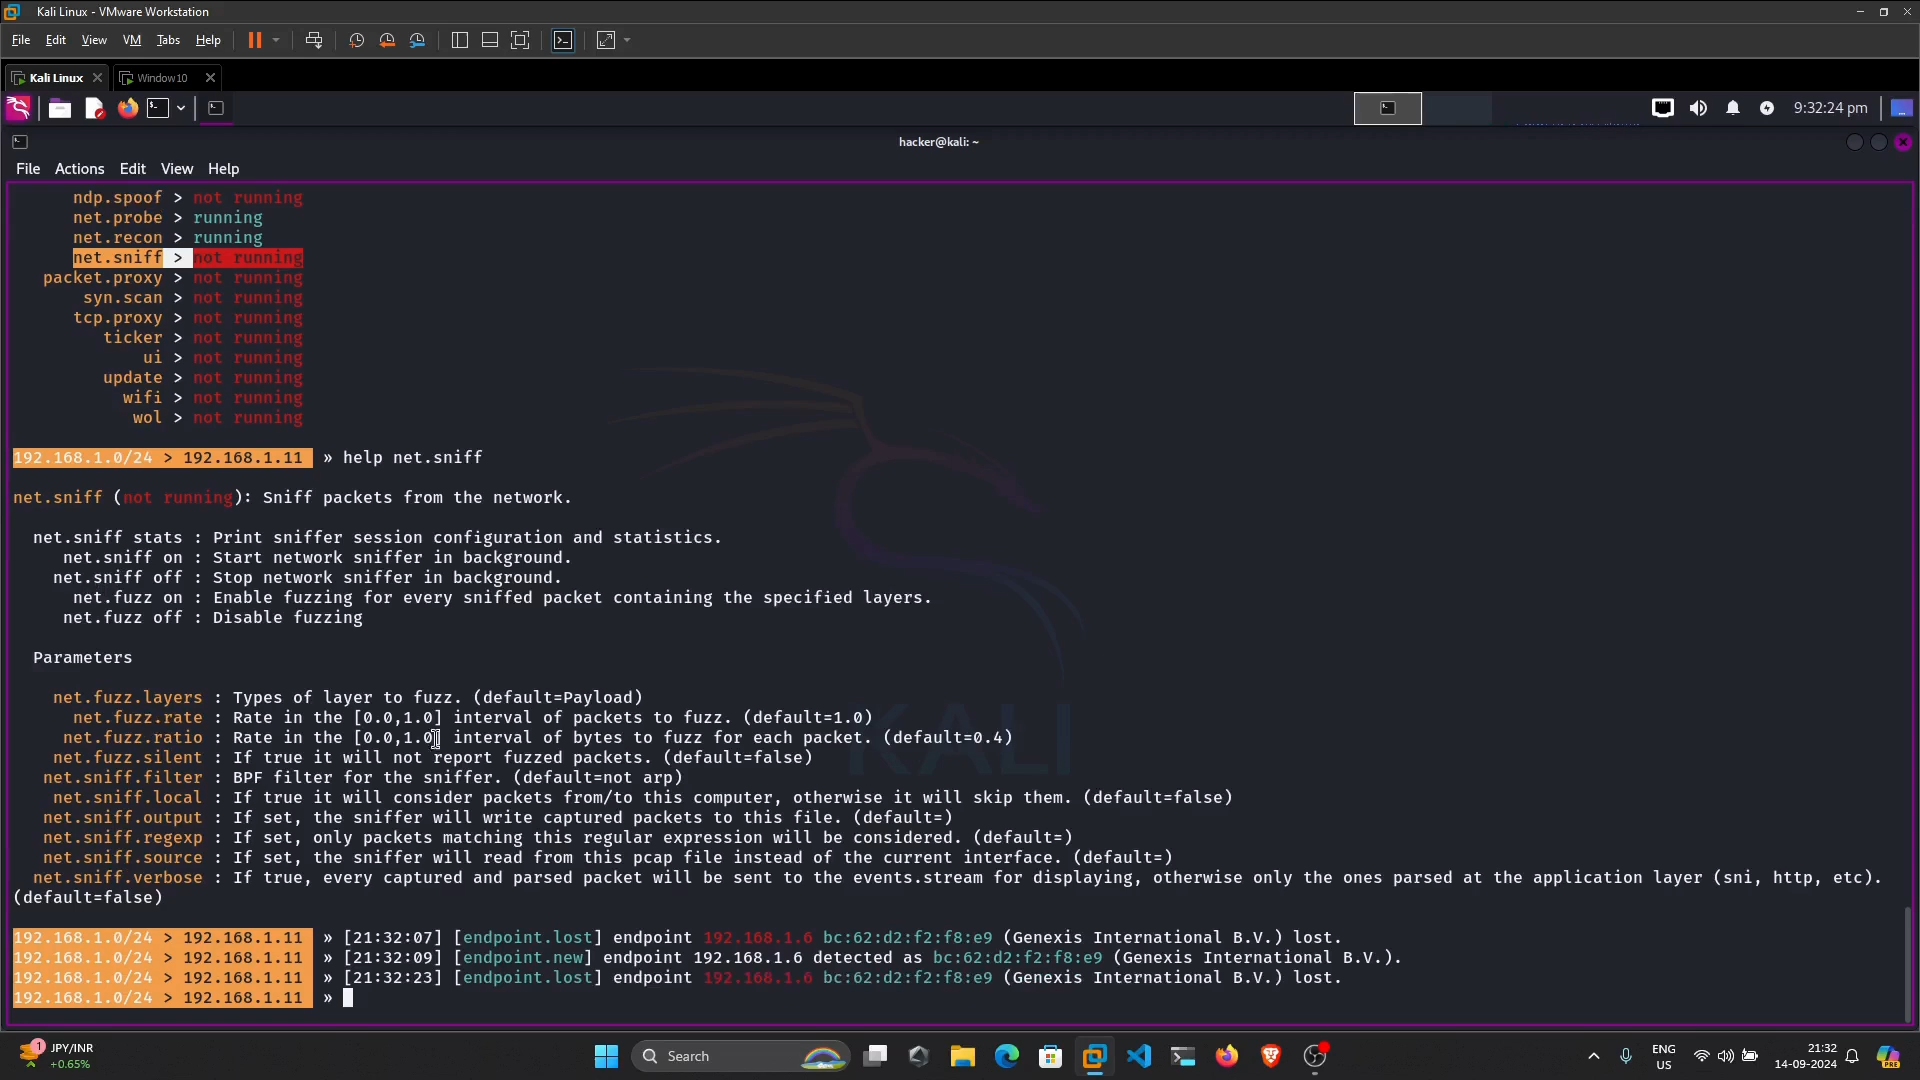 Kali Linux - VMware Workstation
File Edit View VM Tabs Help
Kali Linux Window10
9:32:24 pm
hacker@kali: ~
File Actions Edit View Help
ndp.spoof > not running
net.probe > running
net.recon > running
net.sniff > not running
packet.proxy > not running
syn.scan > not running
tcp.proxy > not running
ticker > not running
ui > not running
update > not running
wifi > not running
wol > not running
192.168.1.0/24 > 192.168.1.11 » help net.sniff
net.sniff (not running): Sniff packets from the network.
net.sniff stats : Print sniffer session configuration and statistics.
net.sniff on : Start network sniffer in background.
net.sniff off : Stop network sniffer in background.
net.fuzz on : Enable fuzzing for every sniffed packet containing the specified layers.
net.fuzz off : Disable fuzzing
Parameters
net.fuzz.layers : Types of layer to fuzz. (default=Payload)
net.fuzz.rate : Rate in the [0.0,1.0] interval of packets to fuzz. (default=1.0)
net.fuzz.ratio : Rate in the [0.0,1.0] interval of bytes to fuzz for each packet. (default=0.4)
net.fuzz.silent : If true it will not report fuzzed packets. (default=false)
net.sniff.filter : BPF filter for the sniffer. (default=not arp)
net.sniff.local : If true it will consider packets from/to this computer, otherwise it will skip them. (default=false)
net.sniff.output : If set, the sniffer will write captured packets to this file. (default=)
net.sniff.regexp : If set, only packets matching this regular expression will be considered. (default=)
net.sniff.source : If set, the sniffer will read from this pcap file instead of the current interface. (default=)
net.sniff.verbose : If true, every captured and parsed packet will be sent to the events.stream for displaying, otherwise only the ones parsed at the application layer (sni, http, etc).
(default=false)
KALI
192.168.1.0/24 > 192.168.1.11 » [21:32:07] [endpoint.lost] endpoint 192.168.1.6 bc:62:d2:f2:f8:e9 (Genexis International B.V.) lost.
192.168.1.0/24 > 192.168.1.11 » [21:32:09] [endpoint.new] endpoint 192.168.1.6 detected as bc:62:d2:f2:f8:e9 (Genexis International B.V.).
192.168.1.0/24 > 192.168.1.11 » [21:32:23] [endpoint.lost] endpoint 192.168.1.6 bc:62:d2:f2:f8:e9 (Genexis International B.V.) lost.
192.168.1.0/24 > 192.168.1.11 »
1 JPY/INR
+0.65%
Search
ENG
US
21:32
14-09-2024
PRE